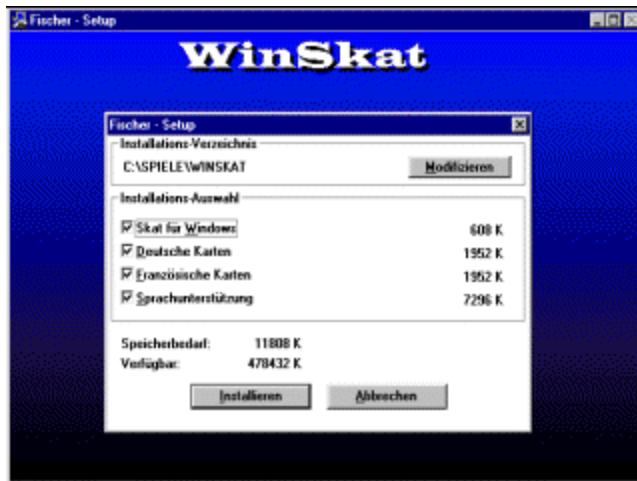 Fischer - Setup
WinSkat
Fischer - Setup
Installations-Verzeichnis
C:\SPIELE\WINSKAT Modifizieren
Installations-Auswahl
Skat für Windows 608 K
Deutsche Karten 1952 K
Französische Karten 1952 K
Sprachunterstützung 7296 K
Speicherbedarf: 11808 K
Verfügbar: 478432 K
Installieren Abbrechen